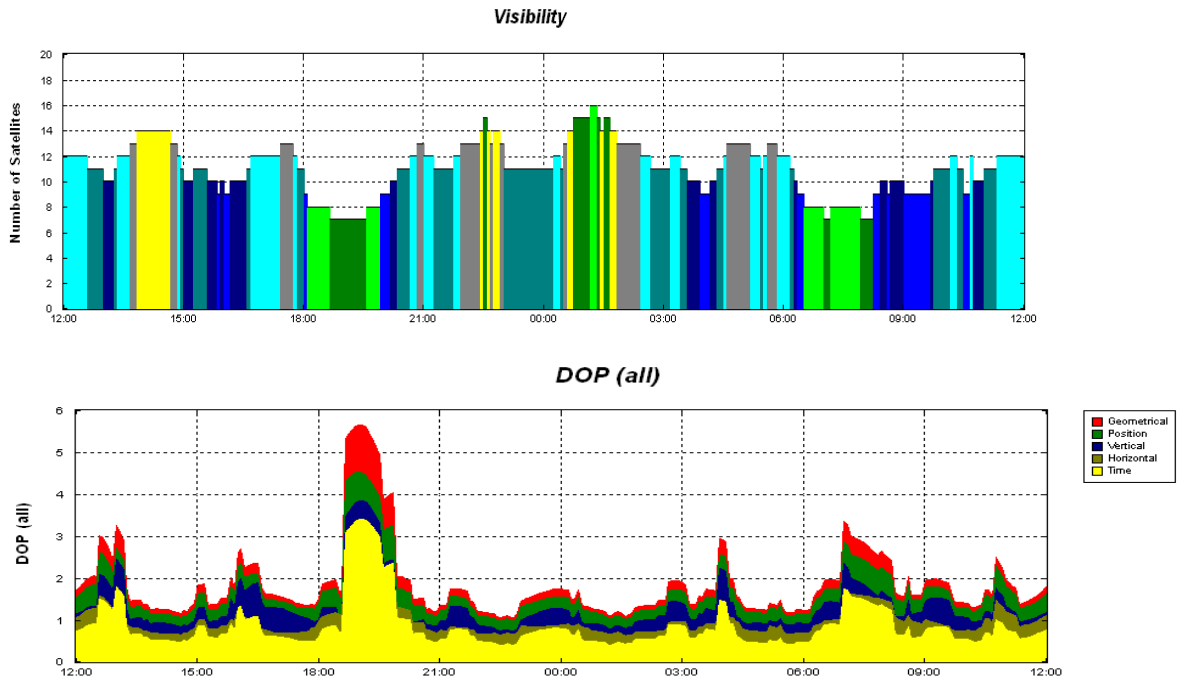 Visibility
Number of Satellites
20
18
16
14
12
10
8
6
4
2
0
12:00 15:00 18:00 21:00 00:00 03:00 06:00 09:00 12:00
DOP (all)
DOP (all)
6
5
4
3
2
1
0
12:00 15:00 18:00 21:00 00:00 03:00 06:00 09:00 12:00
Geometrical
Position
Vertical
Horizontal
Time